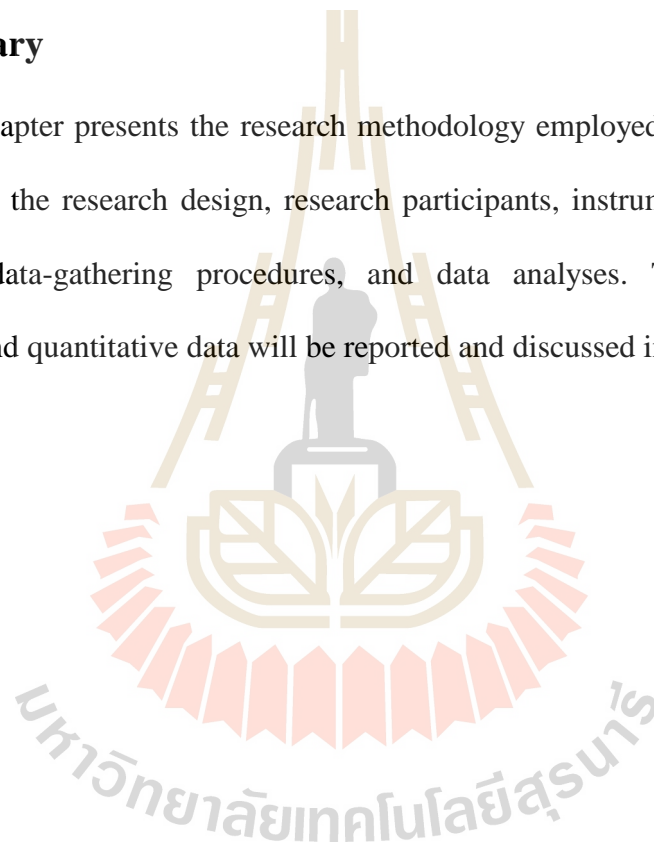 ary
apter presents the research methodology employed
the research design, research participants, instrum
data-gathering procedures, and data analyses.
nd quantitative data will be reported and discussed i
มหาวิทยาลัยเทคโนโลยีสุรนารี